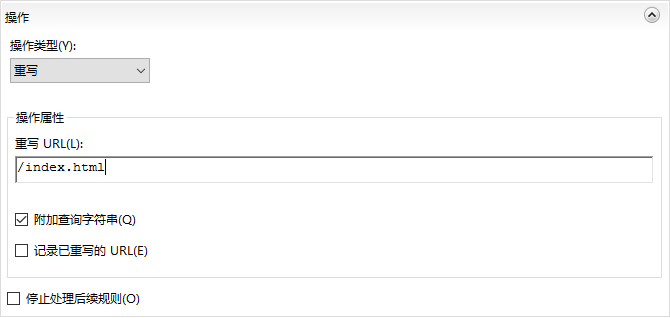 操作
操作类型(Y):
重写
操作属性
重写 URL(L):
/index.html
附加查询字符串(Q)
记录已重写的 URL(E)
停止处理后续规则(O)